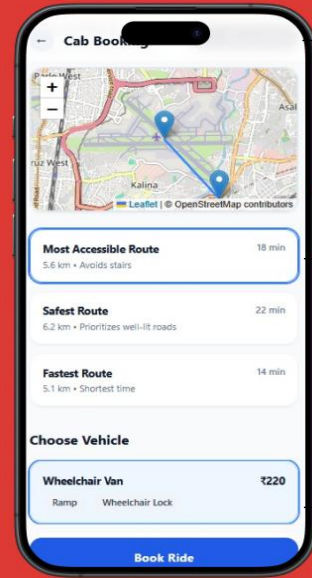 ← Cab Booking
Parle West
+
−
Asal
ruz West
Kalina
Leaflet | © OpenStreetMap contributors
Most Accessible Route 18 min
5.6 km • Avoids stairs
Safest Route 22 min
6.2 km • Prioritizes well-lit roads
Fastest Route 14 min
5.1 km • Shortest time
Choose Vehicle
Wheelchair Van ₹220
Ramp Wheelchair Lock
Book Ride